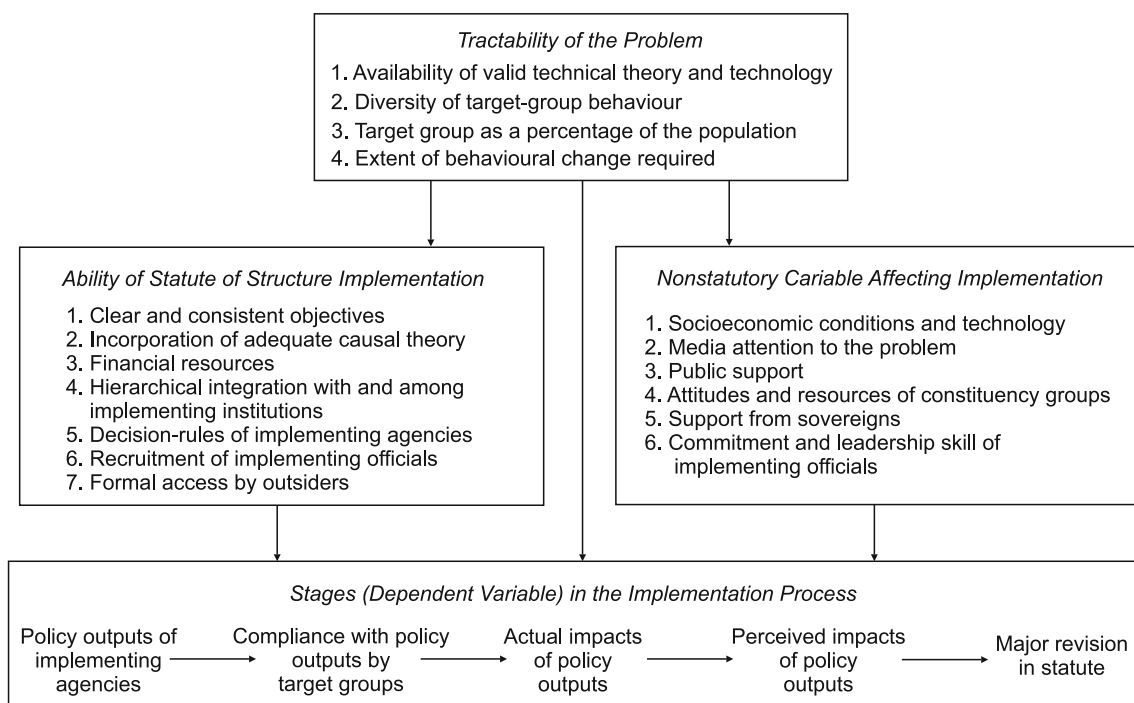 Tractability of the Problem
1. Availability of valid technical theory and technology
2. Diversity of target-group behaviour
3. Target group as a percentage of the population
4. Extent of behavioural change required
Ability of Statute of Structure Implementation
1. Clear and consistent objectives
2. Incorporation of adequate causal theory
3. Financial resources
4. Hierarchical integration with and among
implementing institutions
5. Decision-rules of implementing agencies
6. Recruitment of implementing officials
7. Formal access by outsiders
Nonstatutory Cariable Affecting Implementation
1. Socioeconomic conditions and technology
2. Media attention to the problem
3. Public support
4. Attitudes and resources of constituency groups
5. Support from sovereigns
6. Commitment and leadership skill of
implementing officials
Stages (Dependent Variable) in the Implementation Process
Policy outputs of
implementing
agencies
Compliance with policy
outputs by
target groups
Actual impacts
of policy
outputs
Perceived impacts
of policy
outputs
Major revision
in statute